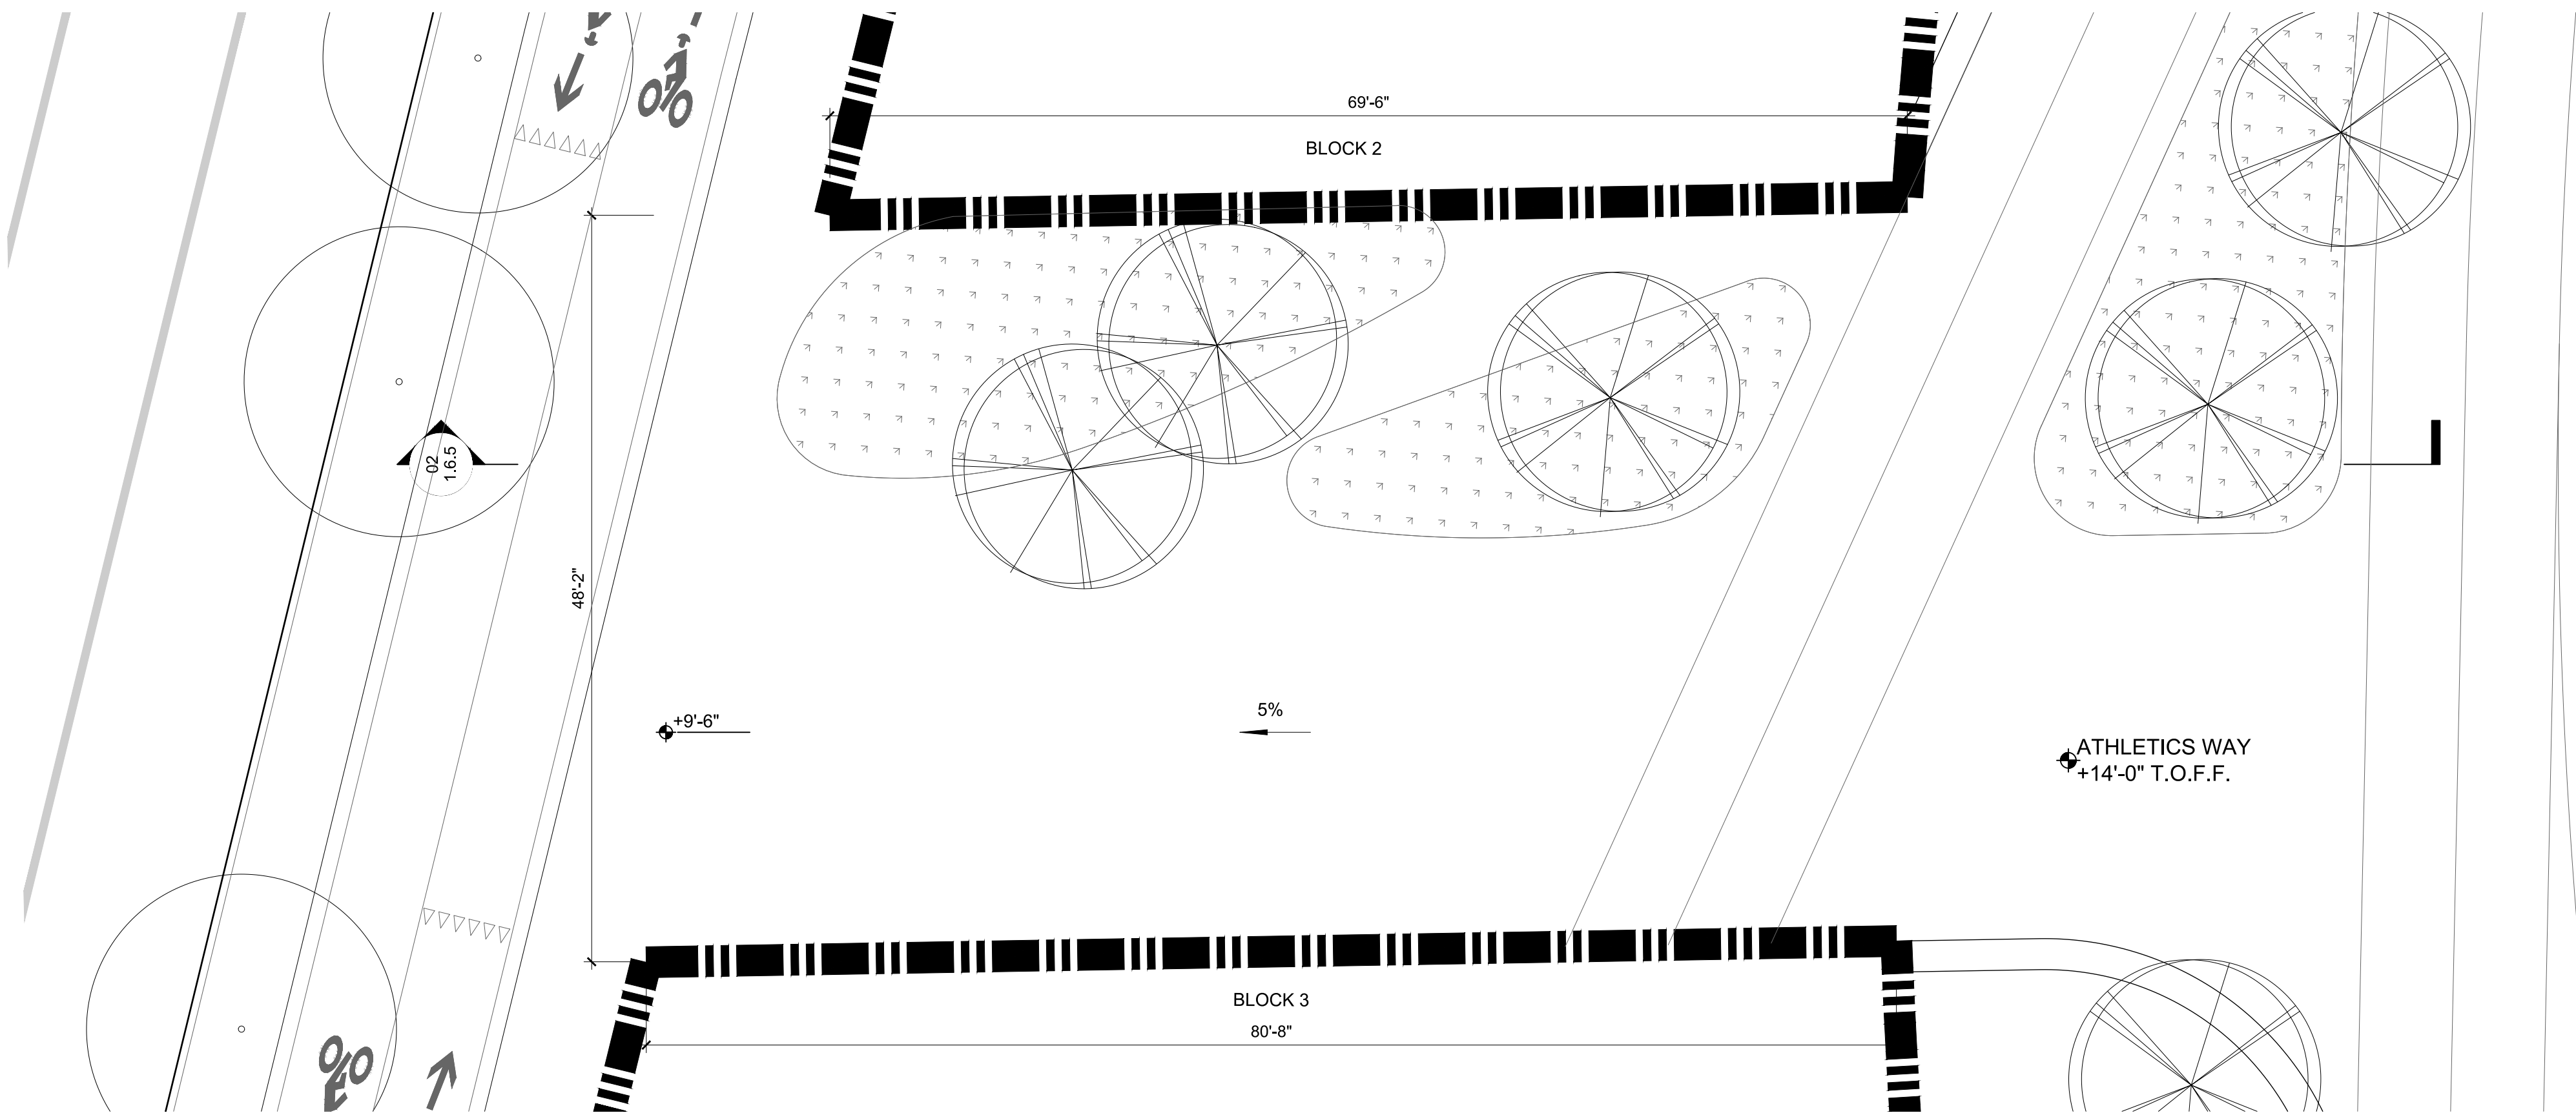 69'-6"
BLOCK 2
02
1.6.5
48'-2"
+9'-6"
5%
ATHLETICS WAY
+14'-0" T.O.F.F.
BLOCK 3
80'-8"